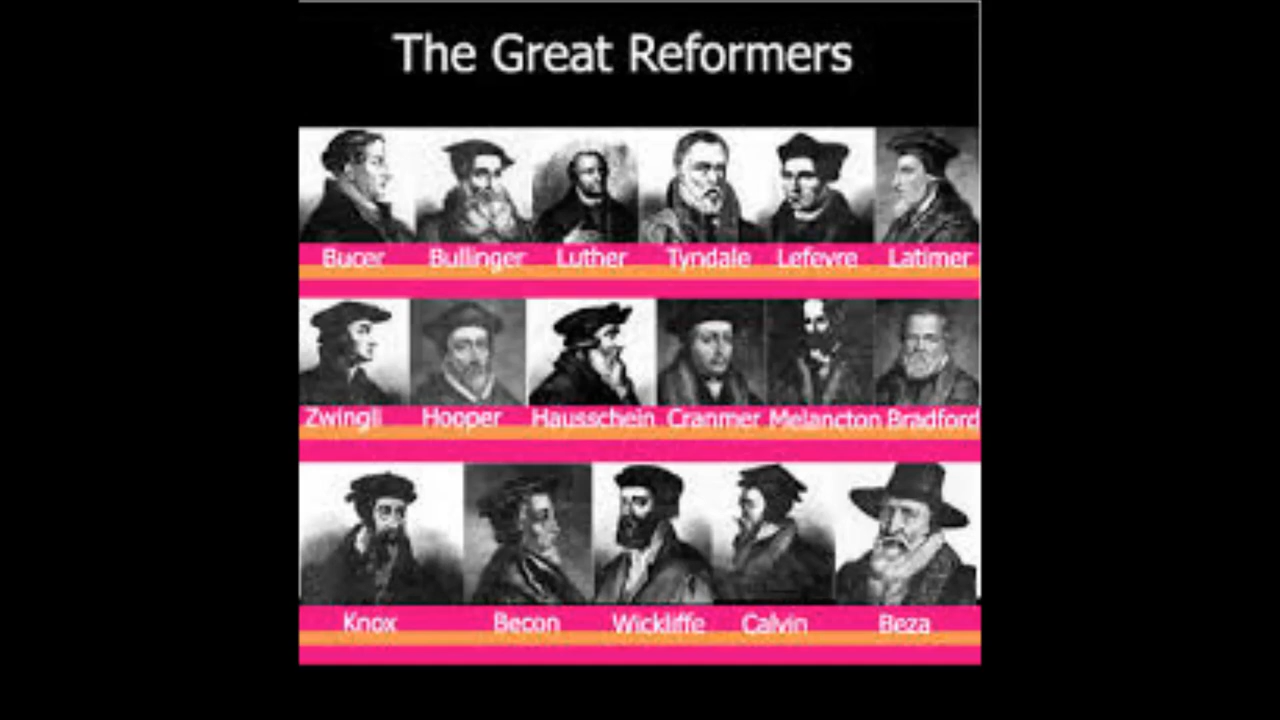 The Great Reformers
Bucer Bullinger Luther Tyndale Lefevre Latimer
Zwingli Hooper Hausschein Cranmer Melancton Bradford
Knox Becon Wickliffe Calvin Beza